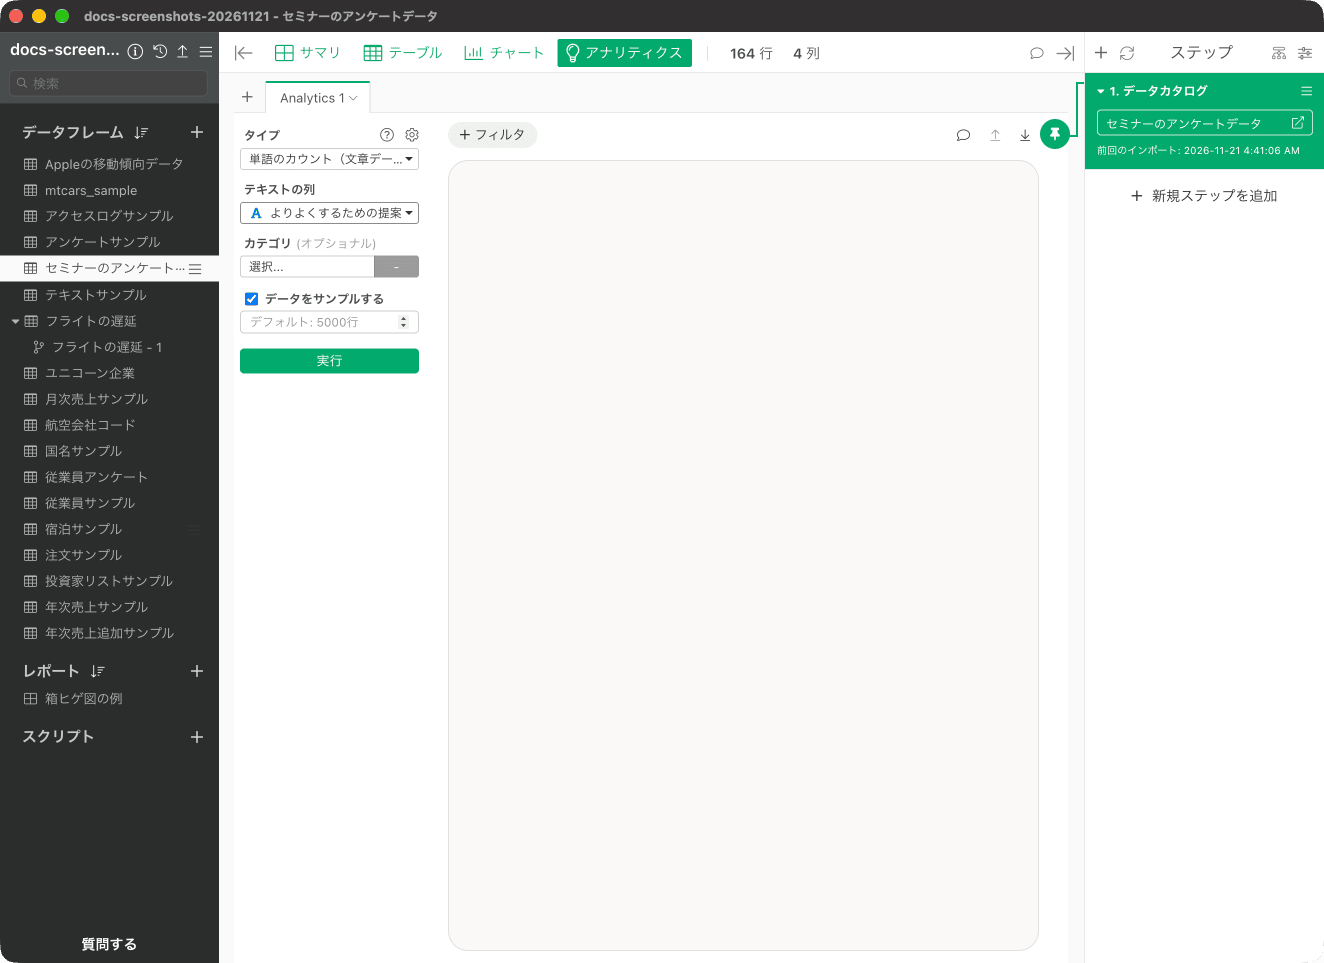 docs-screenshots-20261121 - セミナーのアンケートデータ
docs-screen...
検索
データフレーム
Appleの移動傾向データ
mtcars_sample
アクセスログサンプル
アンケートサンプル
セミナーのアンケート…
テキストサンプル
フライトの遅延
フライトの遅延 - 1
ユニコーン企業
月次売上サンプル
航空会社コード
国名サンプル
従業員アンケート
従業員サンプル
宿泊サンプル
注文サンプル
投資家リストサンプル
年次売上サンプル
年次売上追加サンプル
レポート
箱ヒゲ図の例
スクリプト
質問する
サマリ
テーブル
チャート
アナリティクス
164 行
4 列
Analytics 1
タイプ
単語のカウント（文章デー...
テキストの列
A よりよくするための提案
カテゴリ (オプショナル)
選択...
-
データをサンプルする
デフォルト: 5000行
実行
+ フィルタ
ステップ
1. データカタログ
セミナーのアンケートデータ
前回のインポート: 2026-11-21 4:41:06 AM
+ 新規ステップを追加